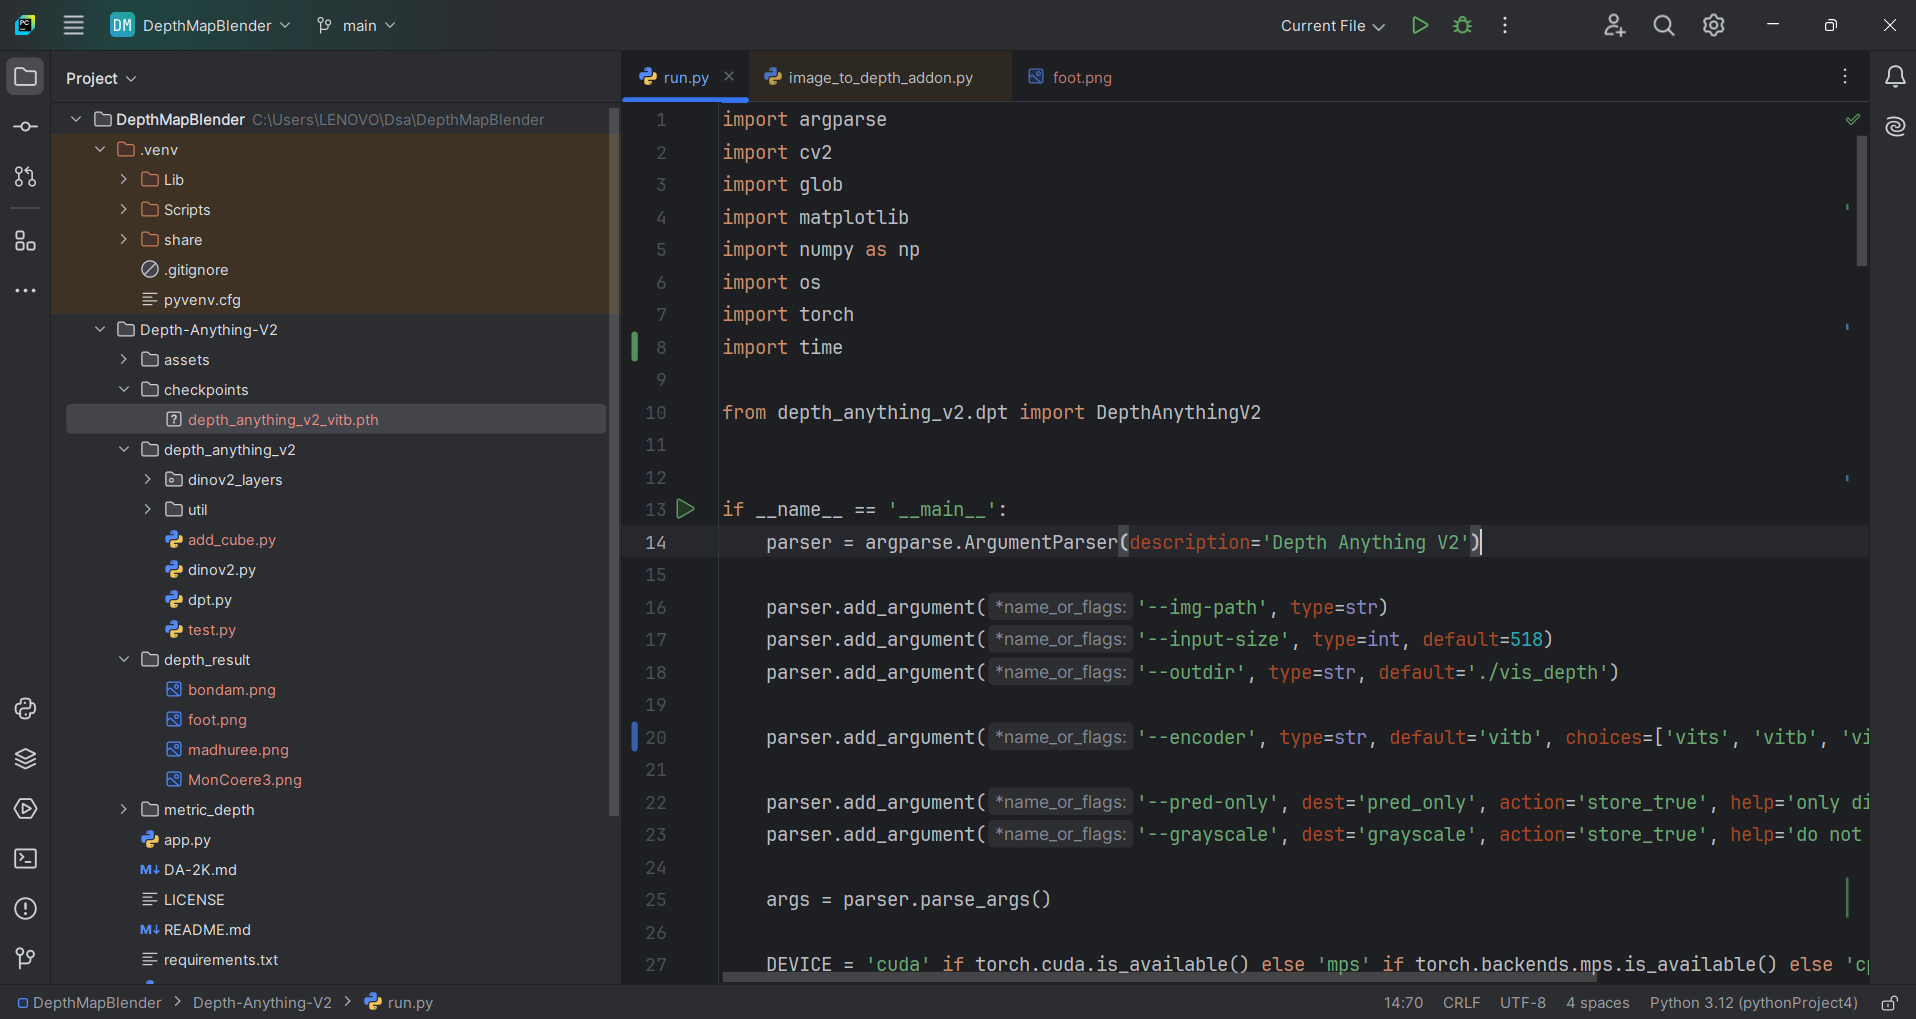 DM DepthMapBlender main Current File
Project
run.py image_to_depth_addon.py foot.png
DepthMapBlender C:\Users\LENOVO\Dsa\DepthMapBlender
.venv
Lib
Scripts
share
.gitignore
pyvenv.cfg
Depth-Anything-V2
assets
checkpoints
depth_anything_v2_vitb.pth
depth_anything_v2
dinov2_layers
util
add_cube.py
dinov2.py
dpt.py
test.py
depth_result
bondam.png
foot.png
madhuree.png
MonCoere3.png
metric_depth
app.py
M↓ DA-2K.md
LICENSE
M↓ README.md
requirements.txt
1 import argparse
2 import cv2
3 import glob
4 import matplotlib
5 import numpy as np
6 import os
7 import torch
8 import time
9
10 from depth_anything_v2.dpt import DepthAnythingV2
11
12
13 if __name__ == '__main__':
14 parser = argparse.ArgumentParser(description='Depth Anything V2')
15
16 parser.add_argument( *name_or_flags: '--img-path', type=str)
17 parser.add_argument( *name_or_flags: '--input-size', type=int, default=518)
18 parser.add_argument( *name_or_flags: '--outdir', type=str, default='./vis_depth')
19
20 parser.add_argument( *name_or_flags: '--encoder', type=str, default='vitb', choices=['vits', 'vitb', 'vi
21
22 parser.add_argument( *name_or_flags: '--pred-only', dest='pred_only', action='store_true', help='only di
23 parser.add_argument( *name_or_flags: '--grayscale', dest='grayscale', action='store_true', help='do not
24
25 args = parser.parse_args()
26
27 DEVICE = 'cuda' if torch.cuda.is_available() else 'mps' if torch.backends.mps.is_available() else 'cp
DepthMapBlender Depth-Anything-V2 run.py 14:70 CRLF UTF-8 4 spaces Python 3.12 (pythonProject4)